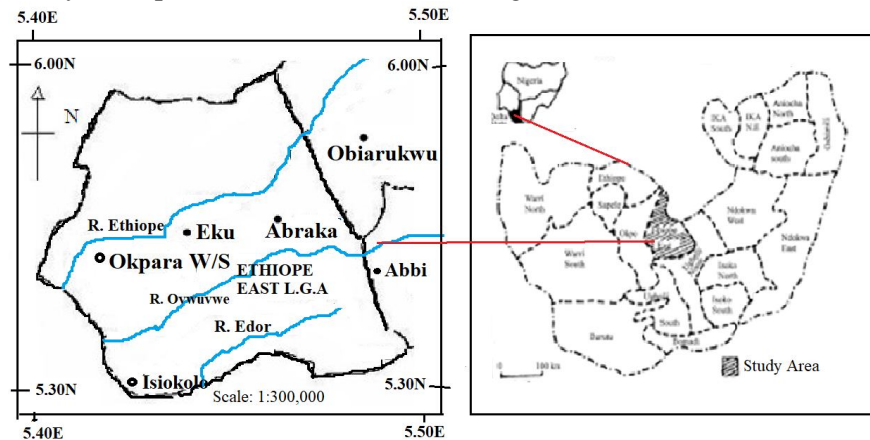 5.40E
5.50E
6.00N
6.00N
N
Obiarukwu
R. Ethiope
Eku
Abraka
Okpara W/S
ETHIOPE
EAST L.G.A
Abbi
R. Ovwuvwe
R. Edor
Isiokolo
Scale: 1:300,000
5.30N
5.30N
5.40E
5.50E
Nigeria
IKA
South
IKA
N.E
Aniocha
North
Aniocha
south
Ethiope
Warri
North
Sapele
Okpe
Ndokwa
West
Ndokwa
East
Warri
South
Isoko
North
Isoko
South
South
Burutu
Bomadi
0 100 km
Study Area